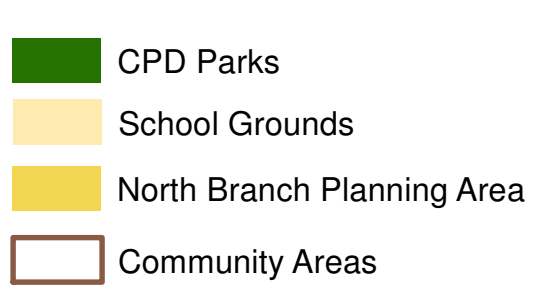 CPD Parks
School Grounds
North Branch Planning Area
Community Areas